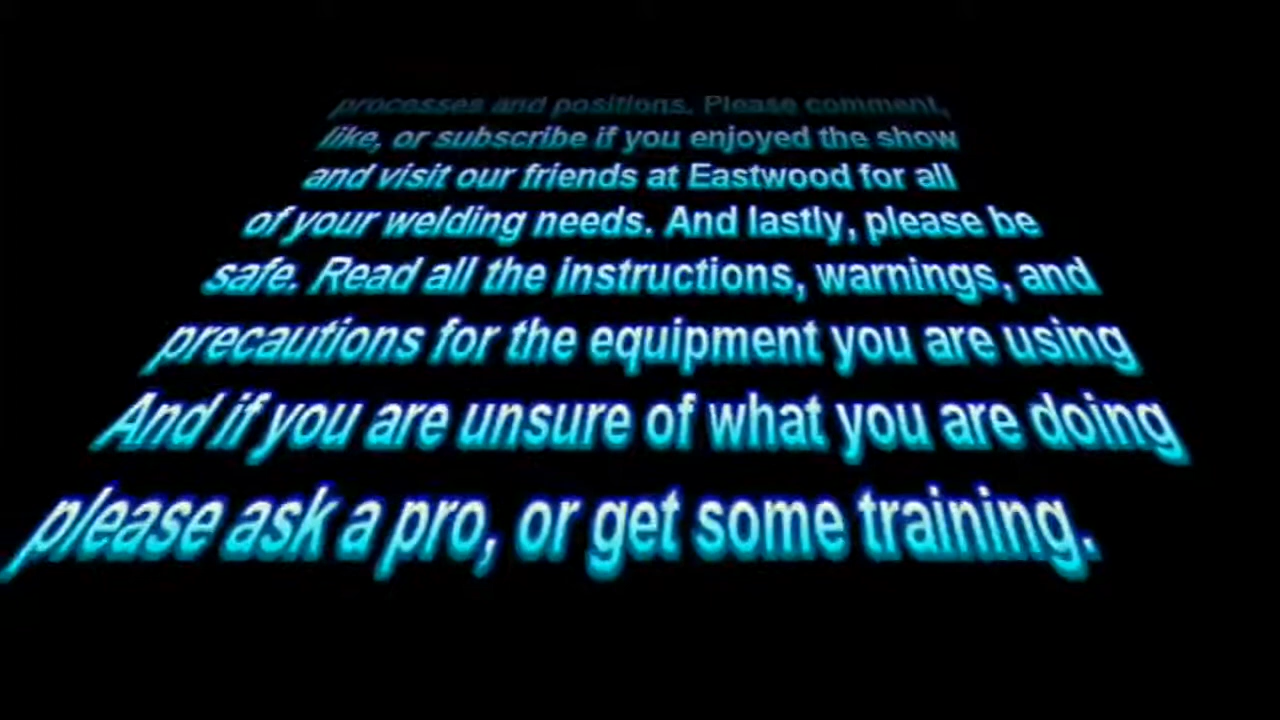 processes and positions. Please comment,
like, or subscribe if you enjoyed the show
and visit our friends at Eastwood for all
of your welding needs. And lastly, please be
safe. Read all the instructions, warnings, and
precautions for the equipment you are using
And if you are unsure of what you are doing
please ask a pro, or get some training.